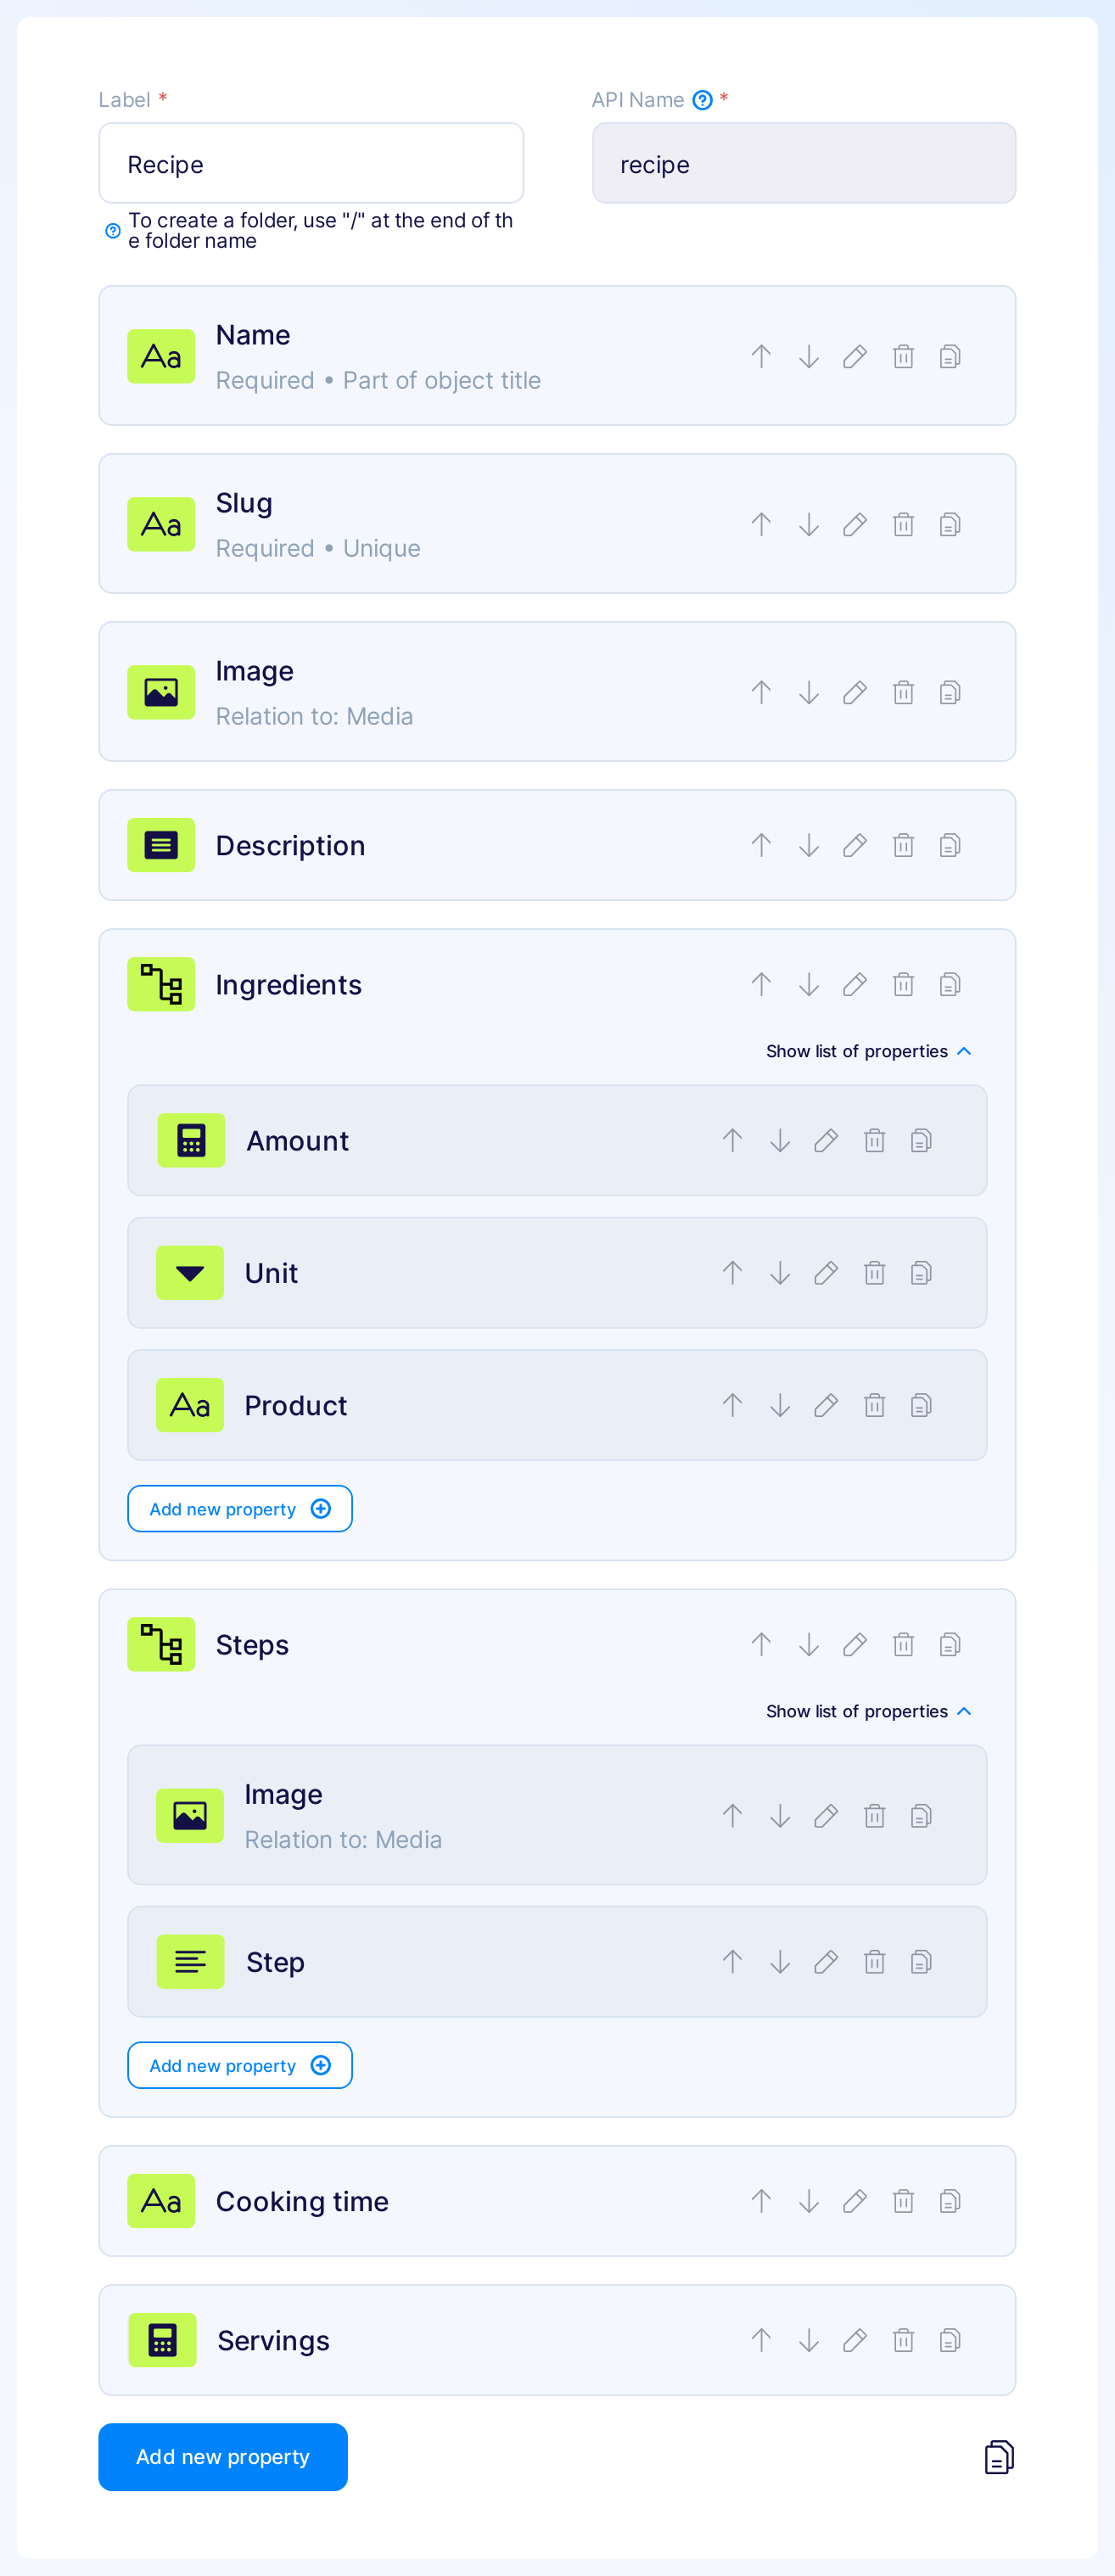 Label *
API Name *
Recipe
recipe
To create a folder, use "/" at the end of th
e folder name
Aa
Name
Required • Part of object title
Aa
Slug
Required • Unique
Image
Relation to: Media
Description
Ingredients
Show list of properties
Amount
Unit
Aa
Product
Add new property
Steps
Show list of properties
Image
Relation to: Media
Step
Add new property
Aa
Cooking time
Servings
Add new property